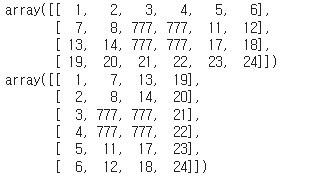 array([[  1,   2,   3,   4,   5,   6],
       [  7,   8, 777, 777,  11,  12],
       [ 13,  14, 777, 777,  17,  18],
       [ 19,  20,  21,  22,  23,  24]])
array([[  1,   7,  13,  19],
       [  2,   8,  14,  20],
       [  3, 777, 777,  21],
       [  4, 777, 777,  22],
       [  5,  11,  17,  23],
       [  6,  12,  18,  24]])